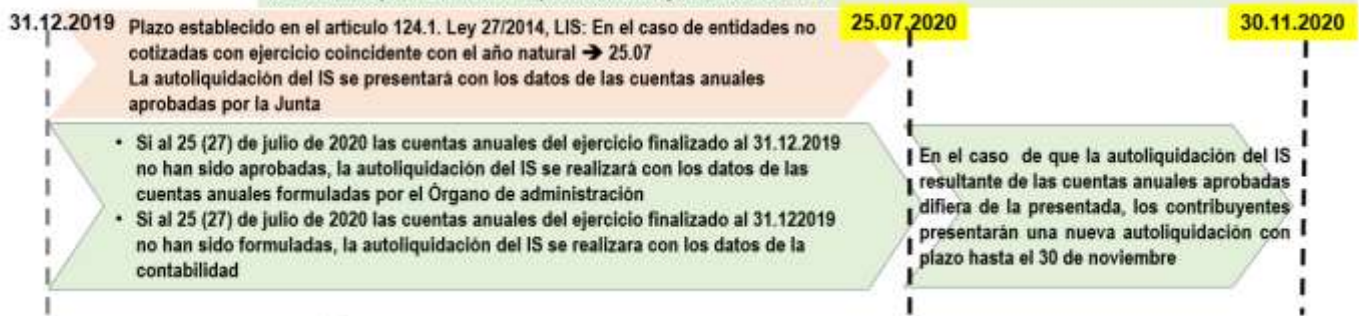 31.12.2019
Plazo establecido en el articulo 124.1. Ley 27/2014, LIS: En el caso de entidades no
cotizadas con ejercicio coincidente con el año natural ➔ 25.07
La autoliquidación del IS se presentará con los datos de las cuentas anuales
aprobadas por la Junta
25.07.2020
30.11.2020
• Si al 25 (27) de julio de 2020 las cuentas anuales del ejercicio finalizado al 31.12.2019
no han sido aprobadas, la autoliquidación del IS se realizará con los datos de las
cuentas anuales formuladas por el Órgano de administración
• Si al 25 (27) de julio de 2020 las cuentas anuales del ejercicio finalizado al 31.122019
no han sido formuladas, la autoliquidación del IS se realizara con los datos de la
contabilidad
En el caso de que la autoliquidación del IS
resultante de las cuentas anuales aprobadas
difiera de la presentada, los contribuyentes
presentarán una nueva autoliquidación con
plazo hasta el 30 de noviembre